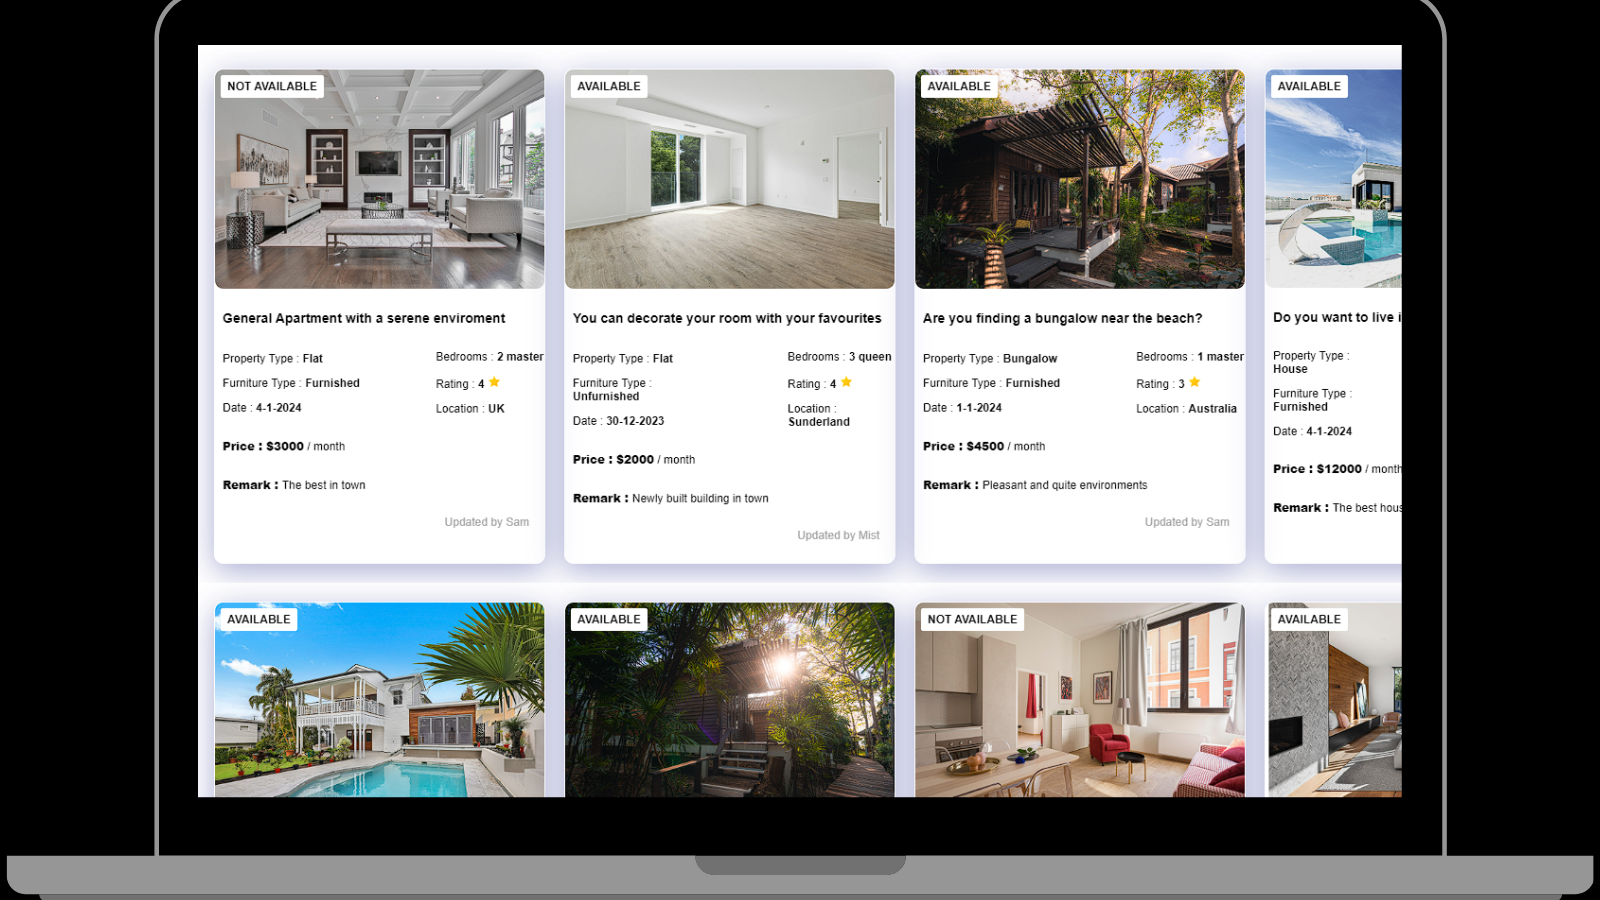 NOT AVAILABLE
General Apartment with a serene enviroment
Property Type : Flat
Bedrooms : 2 master
Furniture Type : Furnished
Rating : 4
Date : 4-1-2024
Location : UK
Price : $3000 / month
Remark : The best in town
Updated by Sam
AVAILABLE
You can decorate your room with your favourites
Property Type : Flat
Bedrooms : 3 queen
Furniture Type :
Unfurnished
Rating : 4
Date : 30-12-2023
Location :
Sunderland
Price : $2000 / month
Remark : Newly built building in town
Updated by Mist
AVAILABLE
Are you finding a bungalow near the beach?
Property Type : Bungalow
Bedrooms : 1 master
Furniture Type : Furnished
Rating : 3
Date : 1-1-2024
Location : Australia
Price : $4500 / month
Remark : Pleasant and quite environments
Updated by Sam
AVAILABLE
Do you want to live i
Property Type :
House
Furniture Type :
Furnished
Date : 4-1-2024
Price : $12000 / month
Remark : The best hous
AVAILABLE
AVAILABLE
NOT AVAILABLE
AVAILABLE